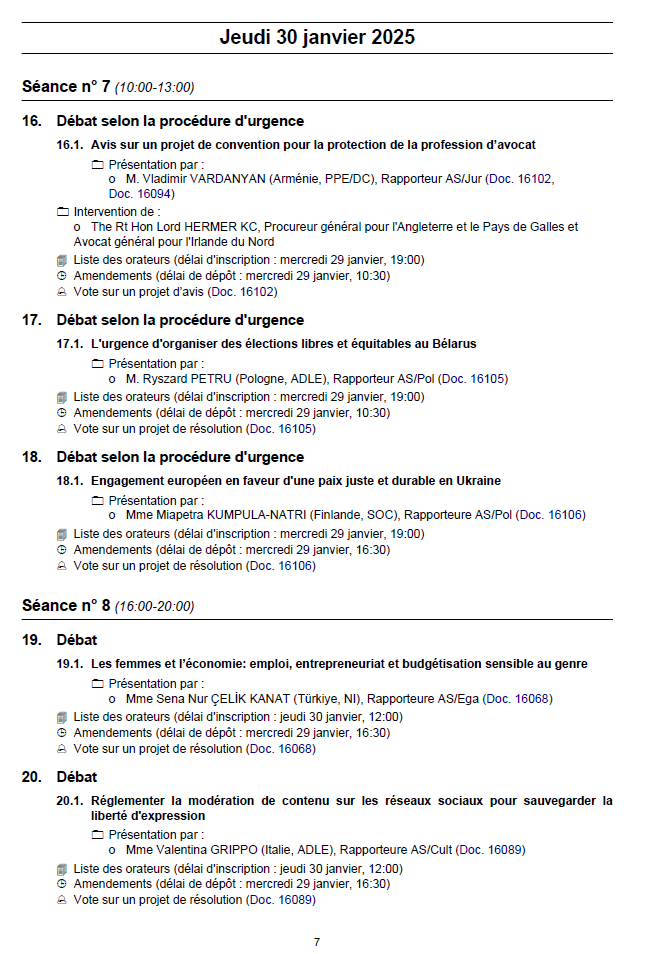 Jeudi 30 janvier 2025
Séance n° 7 (10:00-13:00)
16. Débat selon la procédure d'urgence
16.1. Avis sur un projet de convention pour la protection de la profession d'avocat
Présentation par :
o M. Vladimir VARDANYAN (Arménie, PPE/DC), Rapporteur AS/Jur (Doc. 16102,
Doc. 16094)
Intervention de :
o The Rt Hon Lord HERMER KC, Procureur général pour l'Angleterre et le Pays de Galles et
Avocat général pour l'Irlande du Nord
Liste des orateurs (délai d'inscription : mercredi 29 janvier, 19:00)
Amendements (délai de dépôt : mercredi 29 janvier, 10:30)
Vote sur un projet d'avis (Doc. 16102)
17. Débat selon la procédure d'urgence
17.1. L'urgence d'organiser des élections libres et équitables au Bélarus
Présentation par :
o M. Ryszard PETRU (Pologne, ADLE), Rapporteur AS/Pol (Doc. 16105)
Liste des orateurs (délai d'inscription : mercredi 29 janvier, 19:00)
Amendements (délai de dépôt : mercredi 29 janvier, 10:30)
Vote sur un projet de résolution (Doc. 16105)
18. Débat selon la procédure d'urgence
18.1. Engagement européen en faveur d'une paix juste et durable en Ukraine
Présentation par :
o Mme Miapetra KUMPULA-NATRI (Finlande, SOC), Rapporteure AS/Pol (Doc. 16106)
Liste des orateurs (délai d'inscription : mercredi 29 janvier, 19:00)
Amendements (délai de dépôt : mercredi 29 janvier, 16:30)
Vote sur un projet de résolution (Doc. 16106)
Séance n° 8 (16:00-20:00)
19. Débat
19.1. Les femmes et l'économie: emploi, entrepreneuriat et budgétisation sensible au genre
Présentation par :
o Mme Sena Nur ÇELİK KANAT (Türkiye, NI), Rapporteure AS/Ega (Doc. 16068)
Liste des orateurs (délai d'inscription : jeudi 30 janvier, 12:00)
Amendements (délai de dépôt : mercredi 29 janvier, 16:30)
Vote sur un projet de résolution (Doc. 16068)
20. Débat
20.1. Réglementer la modération de contenu sur les réseaux sociaux pour sauvegarder la
liberté d'expression
Présentation par :
o Mme Valentina GRIPPO (Italie, ADLE), Rapporteure AS/Cult (Doc. 16089)
Liste des orateurs (délai d'inscription : jeudi 30 janvier, 12:00)
Amendements (délai de dépôt : mercredi 29 janvier, 16:30)
Vote sur un projet de résolution (Doc. 16089)
7